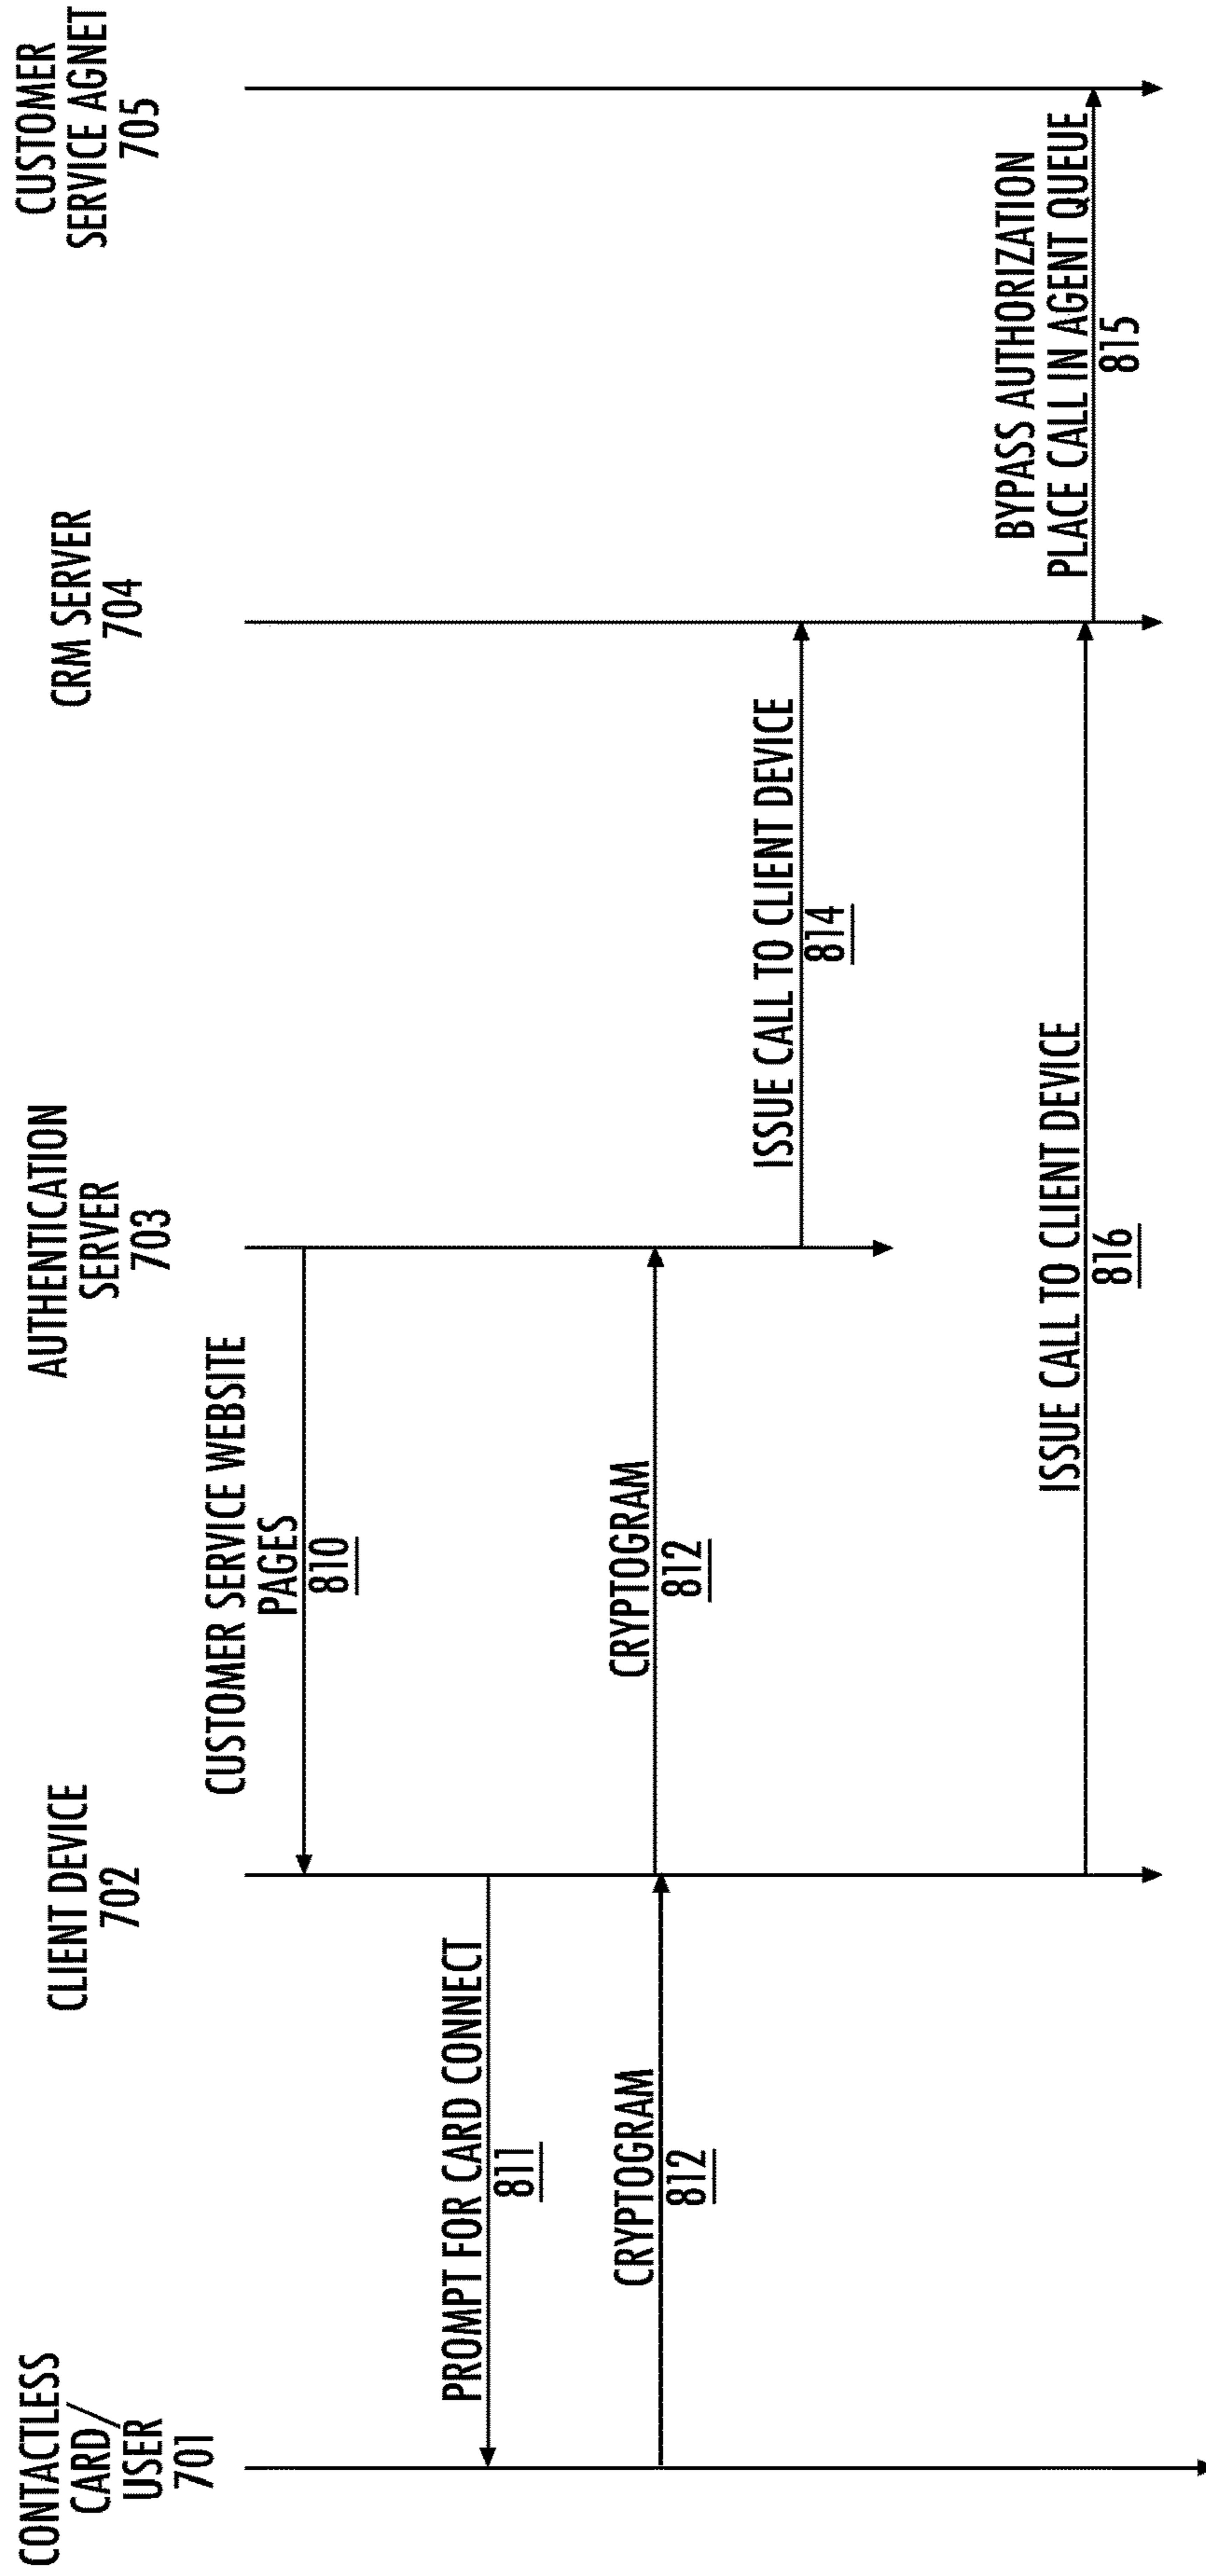 CONTACTLESS
CARD/
USER
701
CLIENT DEVICE
702
AUTHENTICATION
SERVER
703
CRM SERVER
704
CUSTOMER
SERVICE AGNET
705
CUSTOMER SERVICE WEBSITE
PAGES
810
PROMPT FOR CARD CONNECT
811
CRYPTOGRAM
812
CRYPTOGRAM
812
ISSUE CALL TO CLIENT DEVICE
814
ISSUE CALL TO CLIENT DEVICE
816
BYPASS AUTHORIZATION
PLACE CALL IN AGENT QUEUE
815